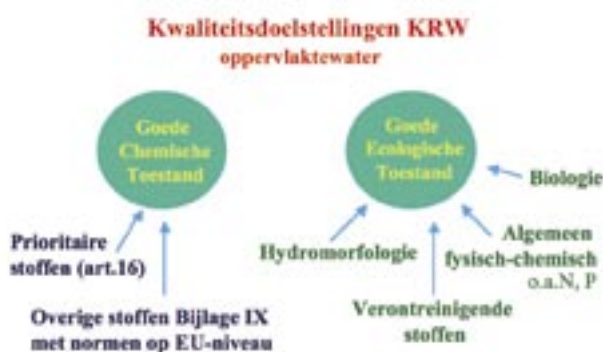 Kwaliteitsdoelstellingen KRW
oppervlaktewater
Goede
Chemische
Toestand
Goede
Ecologische
Toestand
Prioritaire
stoffen (art.16)
Overige stoffen Bijlage IX
met normen op EU-niveau
Hydromorfologie
Verontreinigende
stoffen
Algemeen
fysisch-chemisch
o.a.N, P
Biologie